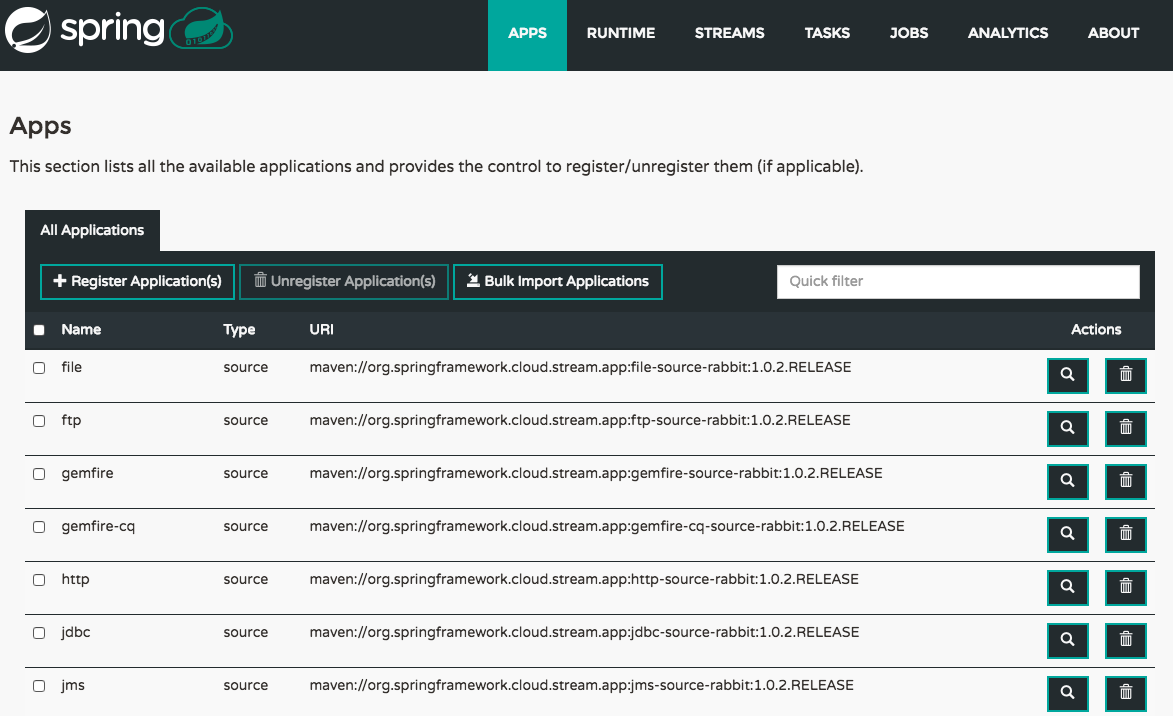 spring
APPS RUNTIME STREAMS TASKS JOBS ANALYTICS ABOUT
Apps
This section lists all the available applications and provides the control to register/unregister them (if applicable).
All Applications
Register Application(s) Unregister Application(s) Bulk Import Applications Quick filter
Name Type URI Actions
file source maven://org.springframework.cloud.stream.app:file-source-rabbit:1.0.2.RELEASE
ftp source maven://org.springframework.cloud.stream.app:ftp-source-rabbit:1.0.2.RELEASE
gemfire source maven://org.springframework.cloud.stream.app:gemfire-source-rabbit:1.0.2.RELEASE
gemfire-cq source maven://org.springframework.cloud.stream.app:gemfire-cq-source-rabbit:1.0.2.RELEASE
http source maven://org.springframework.cloud.stream.app:http-source-rabbit:1.0.2.RELEASE
jdbc source maven://org.springframework.cloud.stream.app:jdbc-source-rabbit:1.0.2.RELEASE
jms source maven://org.springframework.cloud.stream.app:jms-source-rabbit:1.0.2.RELEASE